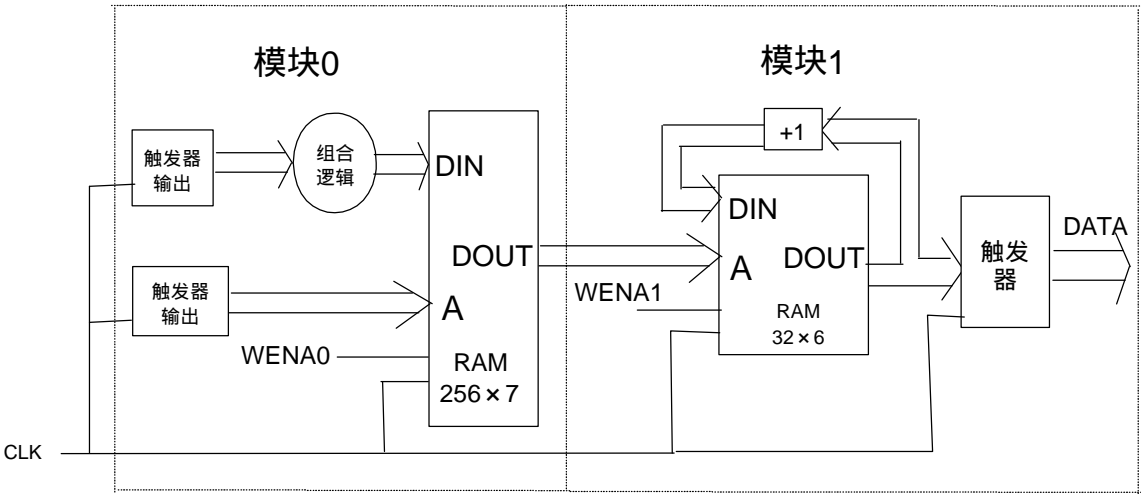 模块0
模块1
触发器
输出
组合
逻辑
DIN
DOUT
触发器
输出
A
WENA0
RAM
256×7
+1
DIN
A
DOUT
WENA1
RAM
32×6
触发
器
DATA
CLK